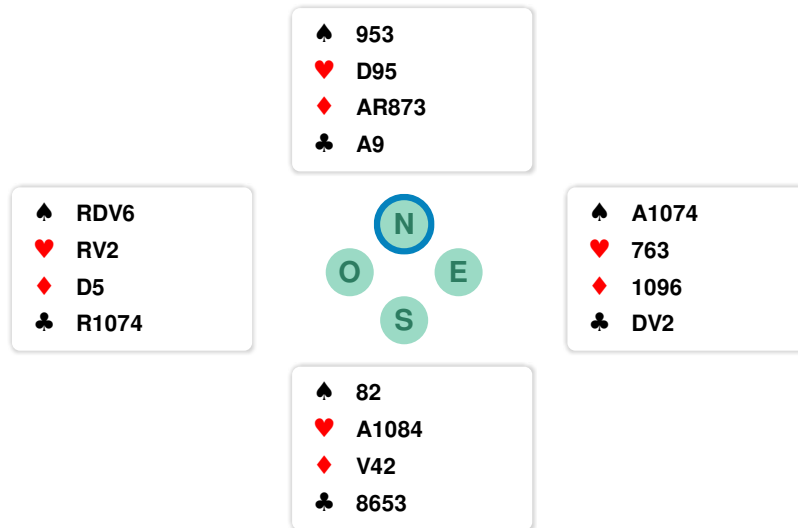 ♠ 953
♥ D95
♦ AR873
♣ A9
♠ RDV6
♥ RV2
♦ D5
♣ R1074
N
O
E
S
♠ A1074
♥ 763
♦ 1096
♣ DV2
♠ 82
♥ A1084
♦ V42
♣ 8653